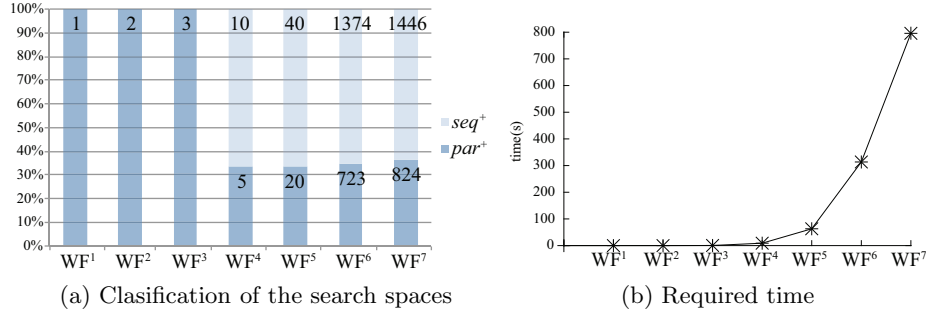 100%
90%
80%
70%
60%
50%
40%
30%
20%
10%
0%
1 2 3 10 40 1374 1446
5 20 723 824
WF¹ WF² WF³ WF⁴ WF⁵ WF⁶ WF⁷
seq⁺
par⁺
(a) Clasification of the search spaces
800
700
600
500
400
300
200
100
0
time(s)
WF¹ WF² WF³ WF⁴ WF⁵ WF⁶ WF⁷
(b) Required time